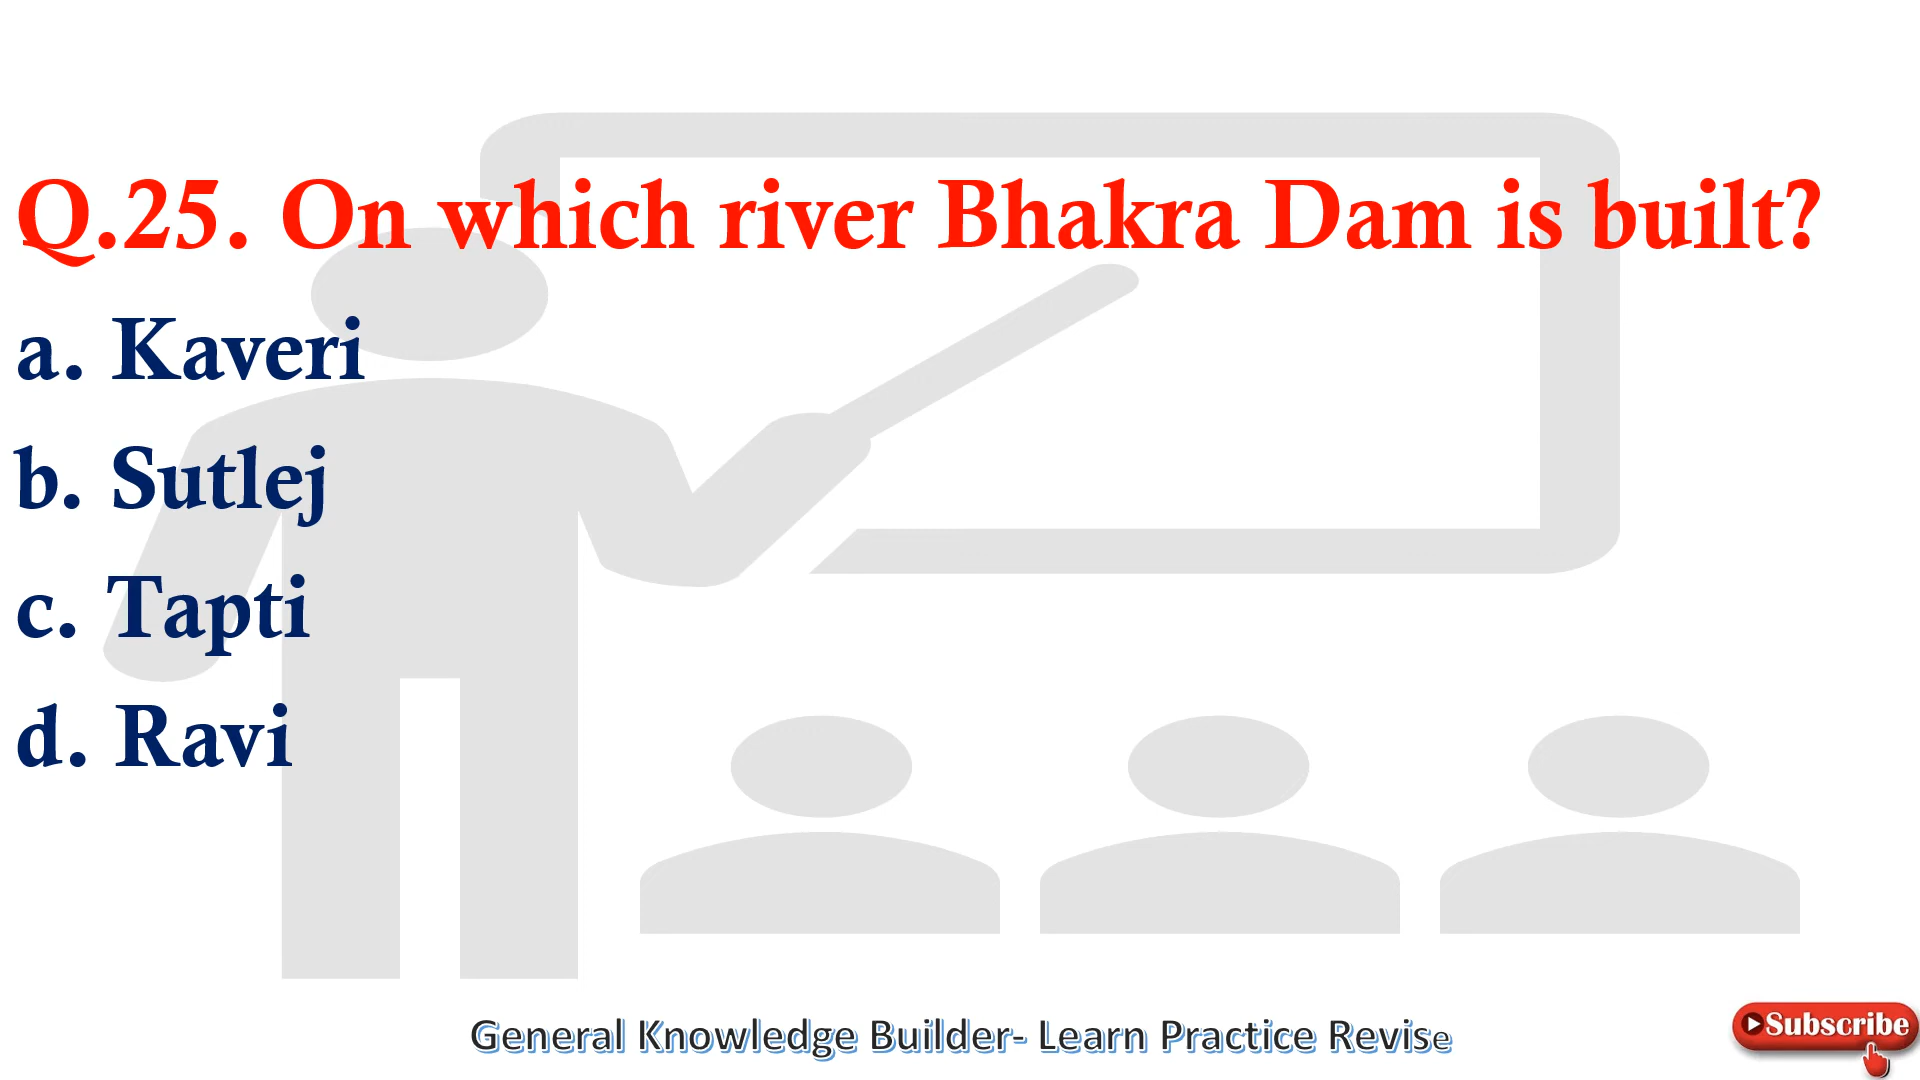 Q.25. On which river Bhakra Dam is built?
a. Kaveri
b. Sutlej
c. Tapti
d. Ravi
General Knowledge Builder- Learn Practice Revise
Subscribe